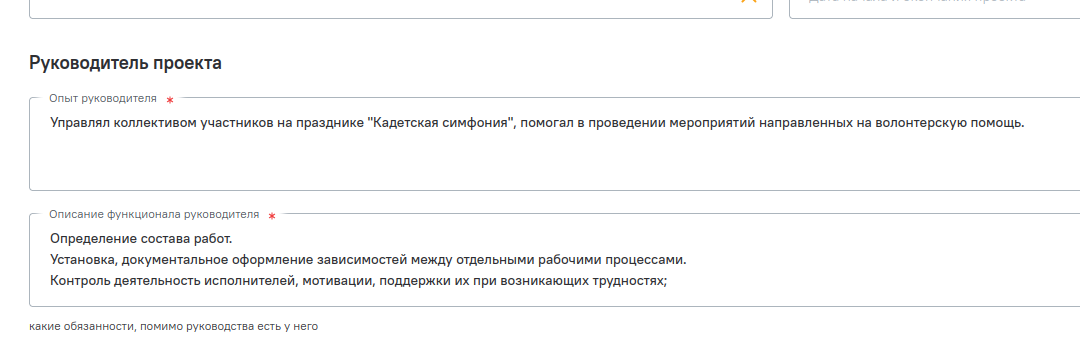 Руководитель проекта
Опыт руководителя *
Управлял коллективом участников на празднике "Кадетская симфония", помогал в проведении мероприятий направленных на волонтерскую помощь.
Описание функционала руководителя *
Определение состава работ.
Установка, документальное оформление зависимостей между отдельными рабочими процессами.
Контроль деятельность исполнителей, мотивации, поддержки их при возникающих трудностях;
какие обязанности, помимо руководства есть у него